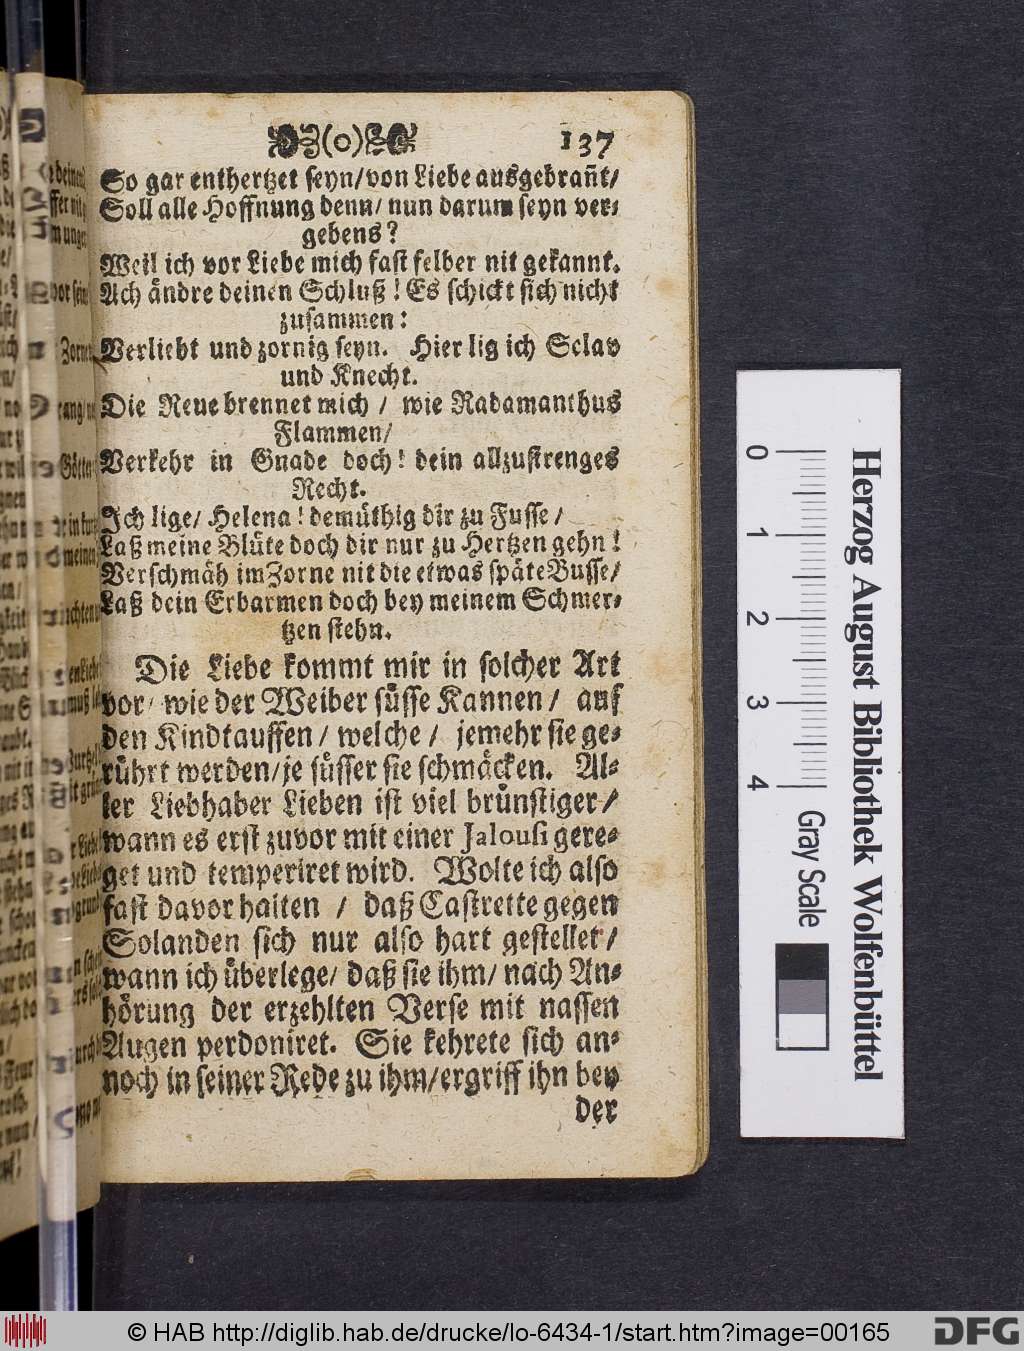 (o) 137
So gar enthertzet seyn/von Liebe ausgebrañt/
Soll alle Hoffnung denn/ nun darum seyn ver-
gebens?
Weil ich vor Liebe mich fast selber nit gekannt.
Ach ändre deinen Schluß! Es schickt sich nicht
zusammen:
Verliebt und zornig seyn. Hier lig ich Sclav
und Knecht.
Die Reue brennet mich / wie Radamanthus
Flammen/
Verkehr in Gnade doch! dein allzustrenges
Recht.
Ich lige/ Helena! demüthig dir zu Fusse/
Laß meine Blüte doch dir nur zu Hertzen gehn!
Verschmäh im Zorne nit die etwas späte Busse/
Laß dein Erbarmen doch bey meinem Schmer-
tzen stehn.
Die Liebe kommt mir in solcher Art
vor/ wie der Weiber süsse Kannen/ auf
den Kindtauffen/ welche/ jemehr sie ge-
rührt werden/je süsser sie schmäcken. Al-
ler Liebhaber Lieben ist viel brünstiger/
wann es erst zuvor mit einer Jalousi gere-
get und temperiret wird. Wolte ich also
fast davor halten / daß Castrette gegen
Solanden sich nur also hart gestellet/
wann ich überlege/ daß sie ihm/ nach An-
hörung der erzehlten Verse mit nassen
Augen perdoniret. Sie kehrete sich an-
noch in seiner Rede zu ihm/ergriff ihn bey
der
Herzog August Bibliothek Wolfenbüttel
0 1 2 3 4 Gray Scale
© HAB http://diglib.hab.de/drucke/lo-6434-1/start.htm?image=00165
DFG